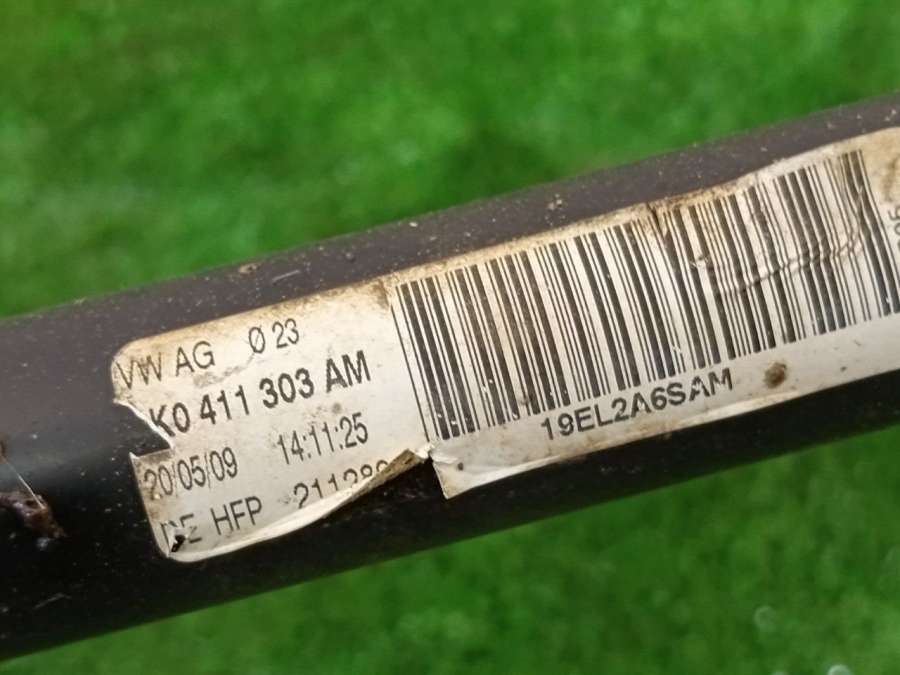 VW AG Ø 23
K0 411 303 AM
20/05/09 14:11:25
DE HFP
19EL2A6SAM